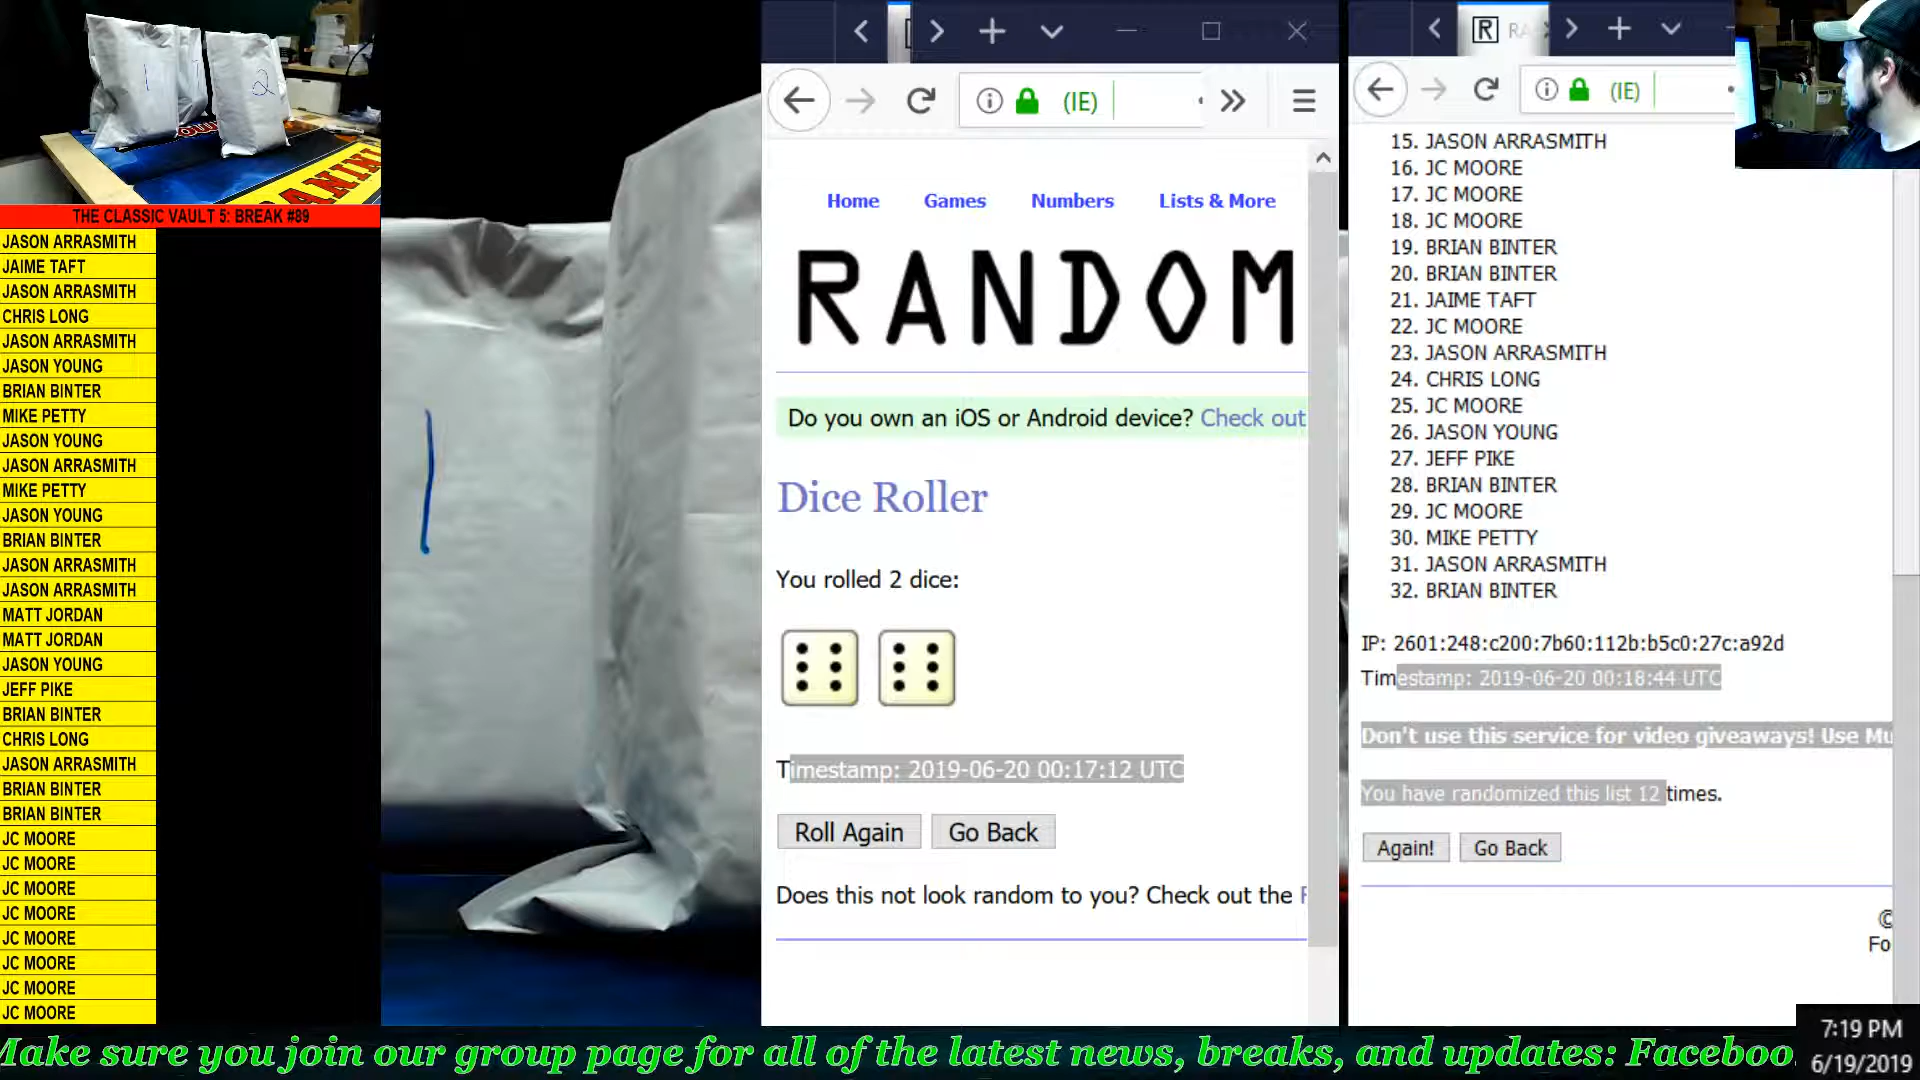 1
2
PANINI
THE CLASSIC VAULT 5: BREAK #89
JASON ARRASMITH
JAIME TAFT
JASON ARRASMITH
CHRIS LONG
JASON ARRASMITH
JASON YOUNG
BRIAN BINTER
MIKE PETTY
JASON YOUNG
JASON ARRASMITH
MIKE PETTY
JASON YOUNG
BRIAN BINTER
JASON ARRASMITH
JASON ARRASMITH
MATT JORDAN
MATT JORDAN
JASON YOUNG
JEFF PIKE
BRIAN BINTER
CHRIS LONG
JASON ARRASMITH
BRIAN BINTER
BRIAN BINTER
JC MOORE
JC MOORE
JC MOORE
JC MOORE
JC MOORE
JC MOORE
JC MOORE
JC MOORE
1
(IE)
Home Games Numbers Lists & More
RANDOM
Do you own an iOS or Android device? Check out
Dice Roller
You rolled 2 dice:
Timestamp: 2019-06-20 00:17:12 UTC
Roll Again Go Back
Does this not look random to you? Check out the
R RA
(IE)
15. JASON ARRASMITH
16. JC MOORE
17. JC MOORE
18. JC MOORE
19. BRIAN BINTER
20. BRIAN BINTER
21. JAIME TAFT
22. JC MOORE
23. JASON ARRASMITH
24. CHRIS LONG
25. JC MOORE
26. JASON YOUNG
27. JEFF PIKE
28. BRIAN BINTER
29. JC MOORE
30. MIKE PETTY
31. JASON ARRASMITH
32. BRIAN BINTER
IP: 2601:248:c200:7b60:112b:b5c0:27c:a92d
Timestamp: 2019-06-20 00:18:44 UTC
Don't use this service for video giveaways! Use Mu
You have randomized this list 12 times.
Again! Go Back
©
Fo
Make sure you join our group page for all of the latest news, breaks, and updates: Faceboo
7:19 PM
6/19/2019